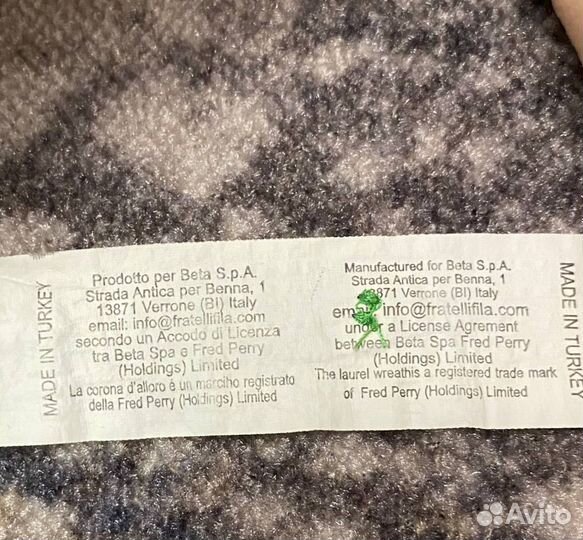 MADE IN TURKEY
Prodotto per Beta S.p.A.
Strada Antica per Benna, 1
13871 Verrone (BI) Italy
email: info@fratellifila.com
secondo un Accodo di Licenza
tra Beta Spa e Fred Perry
(Holdings) Limited
La corona d'alloro è un marciho registrato
della Fred Perry (Holdings) Limited
Manufactured for Beta S.p.A.
Strada Antica per Benna, 1
13871 Verrone (BI) Italy
email: info@fratellifila.com
under a License Agrement
between Beta Spa Fred Perry
(Holdings) Limited
The laurel wreathis a registered trade mark
of Fred Perry (Holdings) Limited
MADE IN TURKEY
Avito